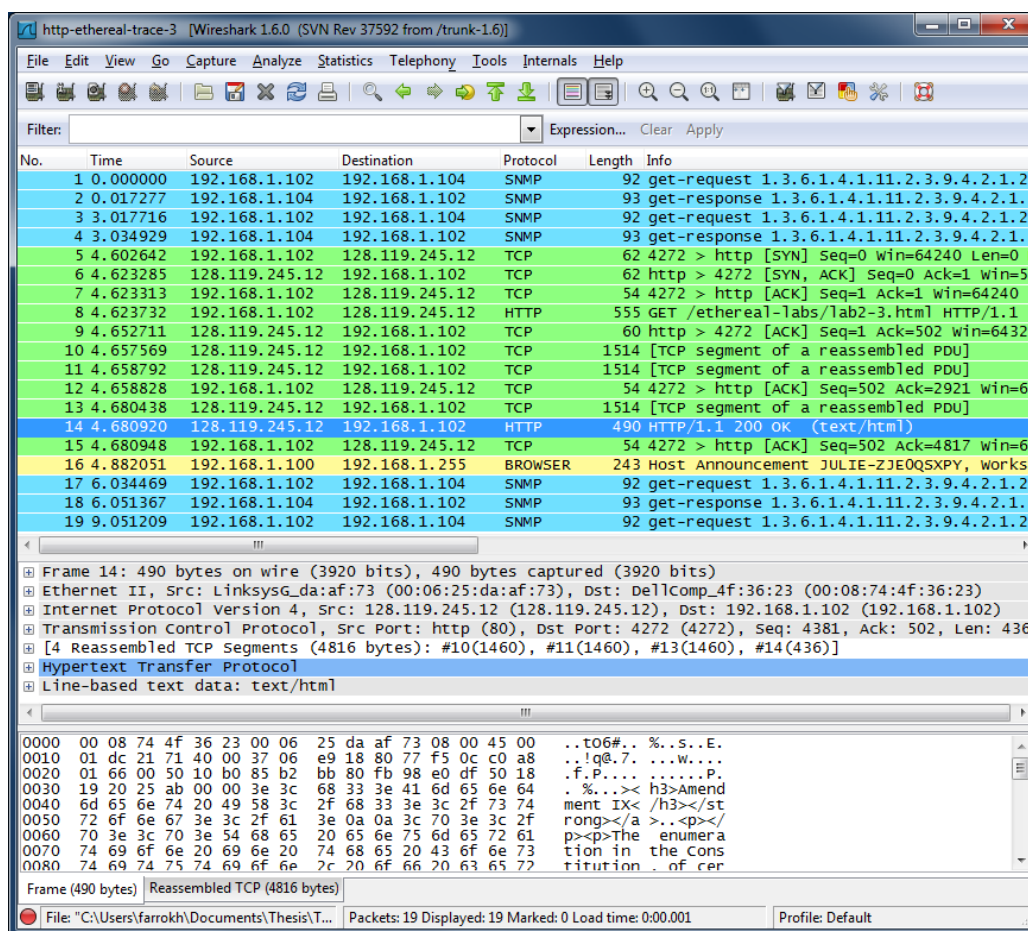 http-ethereal-trace-3 [Wireshark 1.6.0 (SVN Rev 37592 from /trunk-1.6)]
File Edit View Go Capture Analyze Statistics Telephony Tools Internals Help
Filter: Expression... Clear Apply
No. Time Source Destination Protocol Length Info
1 0.000000 192.168.1.102 192.168.1.104 SNMP 92 get-request 1.3.6.1.4.1.11.2.3.9.4.2.1.2
2 0.017277 192.168.1.104 192.168.1.102 SNMP 93 get-response 1.3.6.1.4.1.11.2.3.9.4.2.1.
3 3.017716 192.168.1.102 192.168.1.104 SNMP 92 get-request 1.3.6.1.4.1.11.2.3.9.4.2.1.2
4 3.034929 192.168.1.104 192.168.1.102 SNMP 93 get-response 1.3.6.1.4.1.11.2.3.9.4.2.1.
5 4.602642 192.168.1.102 128.119.245.12 TCP 62 4272 > http [SYN] Seq=0 Win=64240 Len=0
6 4.623285 128.119.245.12 192.168.1.102 TCP 62 http > 4272 [SYN, ACK] Seq=0 Ack=1 Win=5
7 4.623313 192.168.1.102 128.119.245.12 TCP 54 4272 > http [ACK] Seq=1 Ack=1 Win=64240
8 4.623732 192.168.1.102 128.119.245.12 HTTP 555 GET /ethereal-labs/lab2-3.html HTTP/1.1
9 4.652711 128.119.245.12 192.168.1.102 TCP 60 http > 4272 [ACK] Seq=1 Ack=502 Win=6432
10 4.657569 128.119.245.12 192.168.1.102 TCP 1514 [TCP segment of a reassembled PDU]
11 4.658792 128.119.245.12 192.168.1.102 TCP 1514 [TCP segment of a reassembled PDU]
12 4.658828 192.168.1.102 128.119.245.12 TCP 54 4272 > http [ACK] Seq=502 Ack=2921 Win=6
13 4.680438 128.119.245.12 192.168.1.102 TCP 1514 [TCP segment of a reassembled PDU]
14 4.680920 128.119.245.12 192.168.1.102 HTTP 490 HTTP/1.1 200 OK (text/html)
15 4.680948 192.168.1.102 128.119.245.12 TCP 54 4272 > http [ACK] Seq=502 Ack=4817 Win=6
16 4.882051 192.168.1.100 192.168.1.255 BROWSER 243 Host Announcement JULIE-ZJE0QSXPY, Works
17 6.034469 192.168.1.102 192.168.1.104 SNMP 92 get-request 1.3.6.1.4.1.11.2.3.9.4.2.1.2
18 6.051367 192.168.1.104 192.168.1.102 SNMP 93 get-response 1.3.6.1.4.1.11.2.3.9.4.2.1.
19 9.051209 192.168.1.102 192.168.1.104 SNMP 92 get-request 1.3.6.1.4.1.11.2.3.9.4.2.1.2
Frame 14: 490 bytes on wire (3920 bits), 490 bytes captured (3920 bits)
Ethernet II, Src: LinksysG_da:af:73 (00:06:25:da:af:73), Dst: DellComp_4f:36:23 (00:08:74:4f:36:23)
Internet Protocol Version 4, Src: 128.119.245.12 (128.119.245.12), Dst: 192.168.1.102 (192.168.1.102)
Transmission Control Protocol, Src Port: http (80), Dst Port: 4272 (4272), Seq: 4381, Ack: 502, Len: 436
[4 Reassembled TCP Segments (4816 bytes): #10(1460), #11(1460), #13(1460), #14(436)]
Hypertext Transfer Protocol
Line-based text data: text/html
0000 00 08 74 4f 36 23 00 06 25 da af 73 08 00 45 00 ..tO6#.. %..s..E.
0010 01 dc 21 71 40 00 37 06 e9 18 80 77 f5 0c c0 a8 ..!q@.7. ...w....
0020 01 66 00 50 10 b0 85 b2 bb 80 fb 98 e0 df 50 18 .f.P.... ......P.
0030 19 20 25 ab 00 00 3e 3c 68 33 3e 41 6d 65 6e 64 . %...>< h3>Amend
0040 6d 65 6e 74 20 49 58 3c 2f 68 33 3e 3c 2f 73 74 ment IX< /h3></st
0050 72 6f 6e 67 3e 3c 2f 61 3e 0a 0a 3c 70 3e 3c 2f rong></a >..<p></
0060 70 3e 3c 70 3e 54 68 65 20 65 6e 75 6d 65 72 61 p><p>The enumera
0070 74 69 6f 6e 20 69 6e 20 74 68 65 20 43 6f 6e 73 tion in the Cons
0080 74 69 74 75 74 69 6f 6e 2c 20 6f 66 20 63 65 72 titution , of cer
Frame (490 bytes) Reassembled TCP (4816 bytes)
File: "C:\Users\farrokh\Documents\Thesis\T... Packets: 19 Displayed: 19 Marked: 0 Load time: 0:00.001 Profile: Default